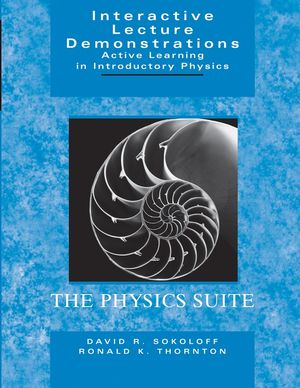 Interactive
Lecture
Demonstrations
Active Learning
in Introductory Physics
THE PHYSICS SUITE
DAVID R. SOKOLOFF
RONALD K. THORNTON